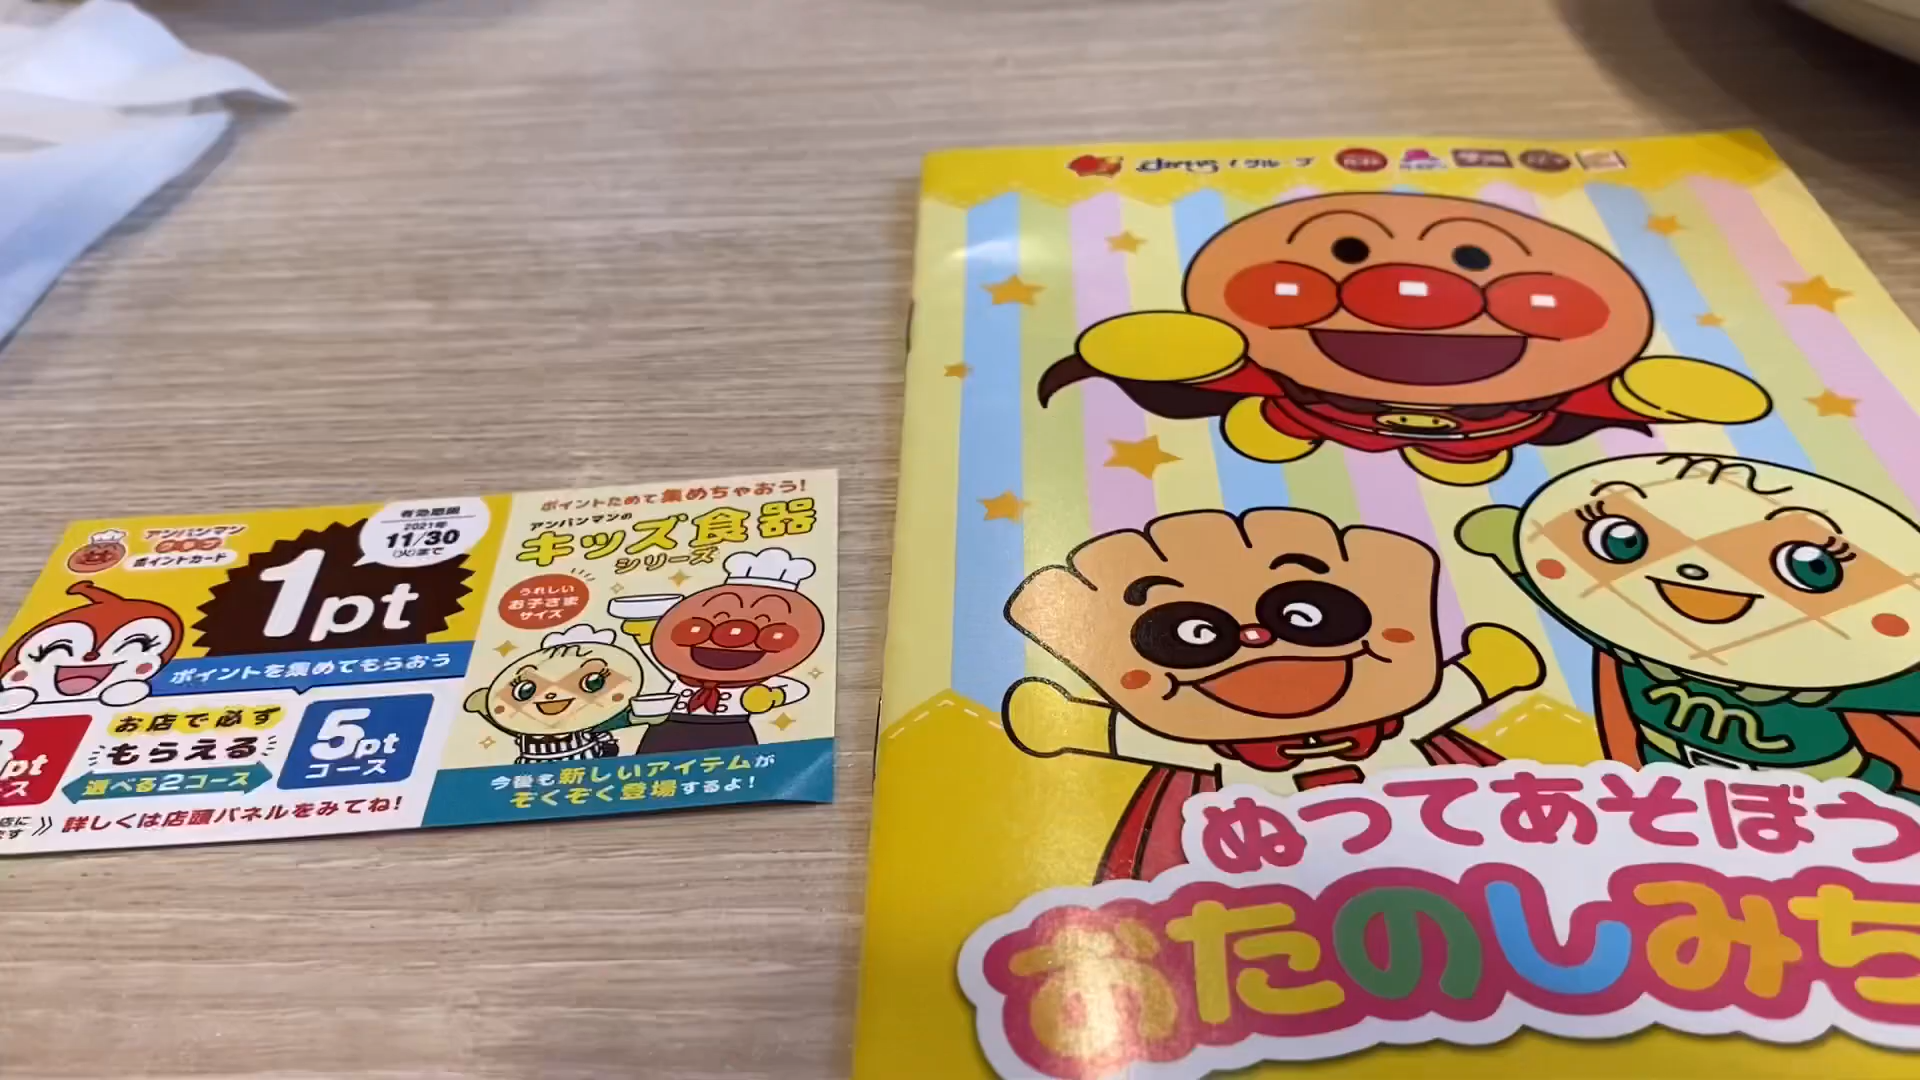 アンパンマン
ポイントカード
1pt
有効期限
2021年
11/30
(火)まで
ポイントを集めてもらおう
お店で必ず
もらえる
選べる2コース
5pt
コース
詳しくは店頭パネルをみてね!
ポイントためて集めちゃおう!
アンパンマンの
キッズ食器
シリーズ
うれしい
お子さま
サイズ
今後も新しいアイテムが
ぞくぞく登場するよ!
グループ
m
ぬってあそぼう
おたのしみち